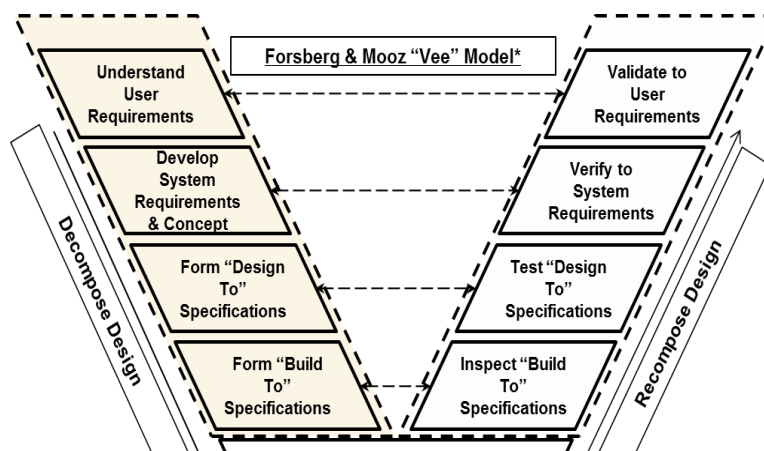 Forsberg & Mooz “Vee” Model*
Understand
User
Requirements
Validate to
User
Requirements
Develop
System
Requirements
& Concept
Verify to
System
Requirements
Form “Design
To”
Specifications
Test “Design
To”
Specifications
Form “Build
To”
Specifications
Inspect “Build
To”
Specifications
Decompose Design
Recompose Design